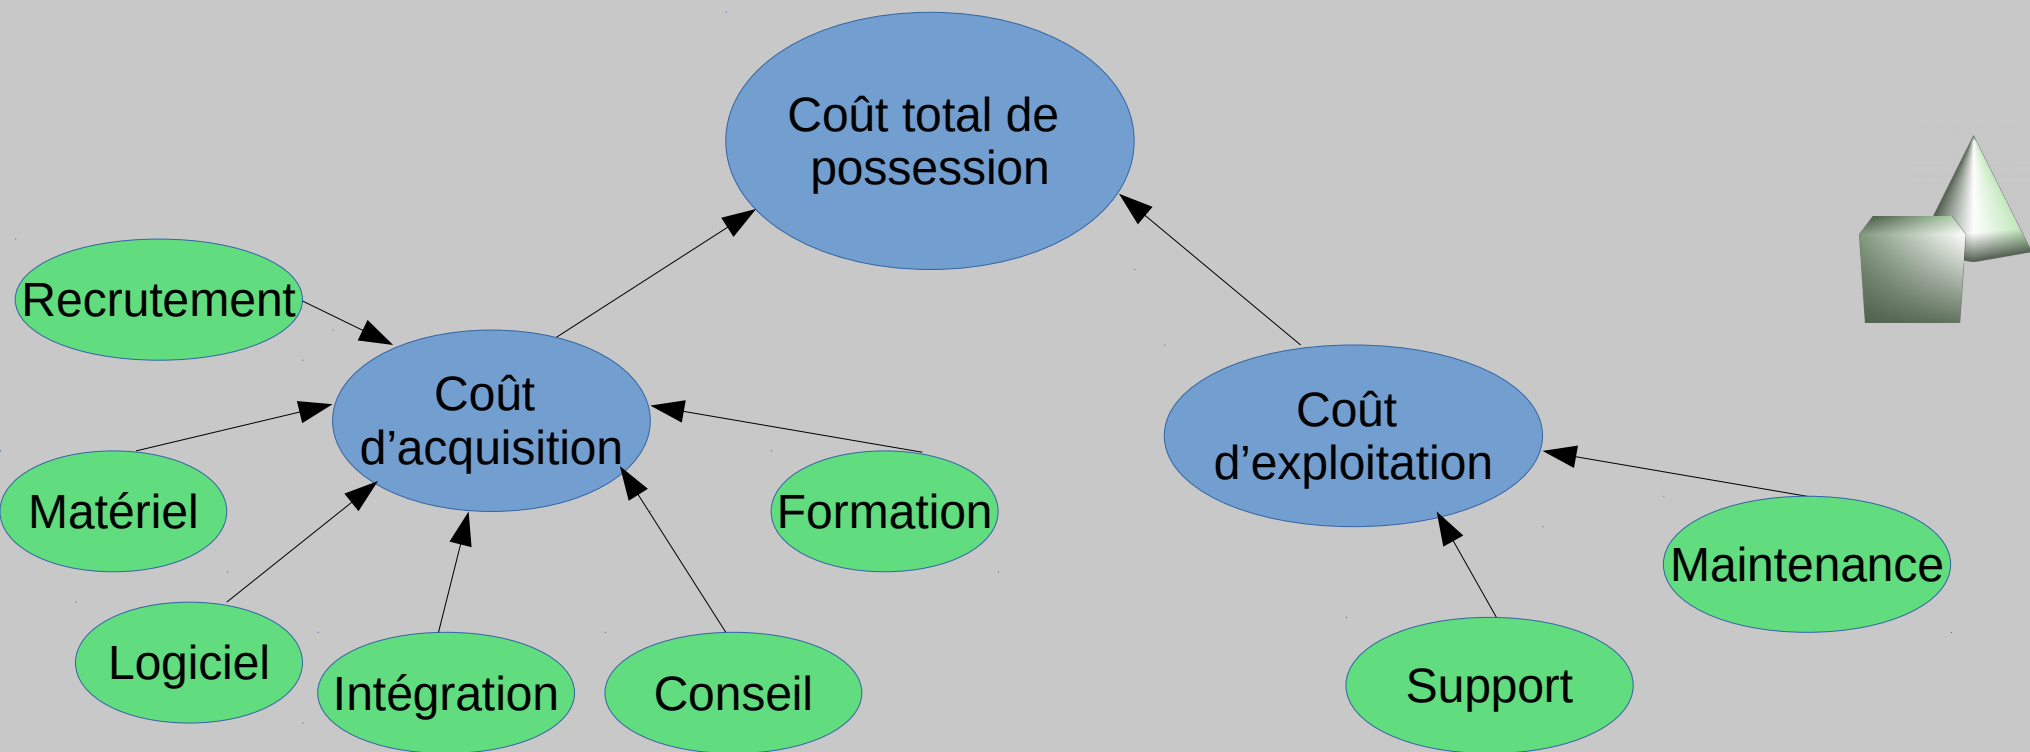 Coût total de
possession
Recrutement
Coût
d’acquisition
Coût
d’exploitation
Matériel
Formation
Maintenance
Logiciel
Intégration
Conseil
Support